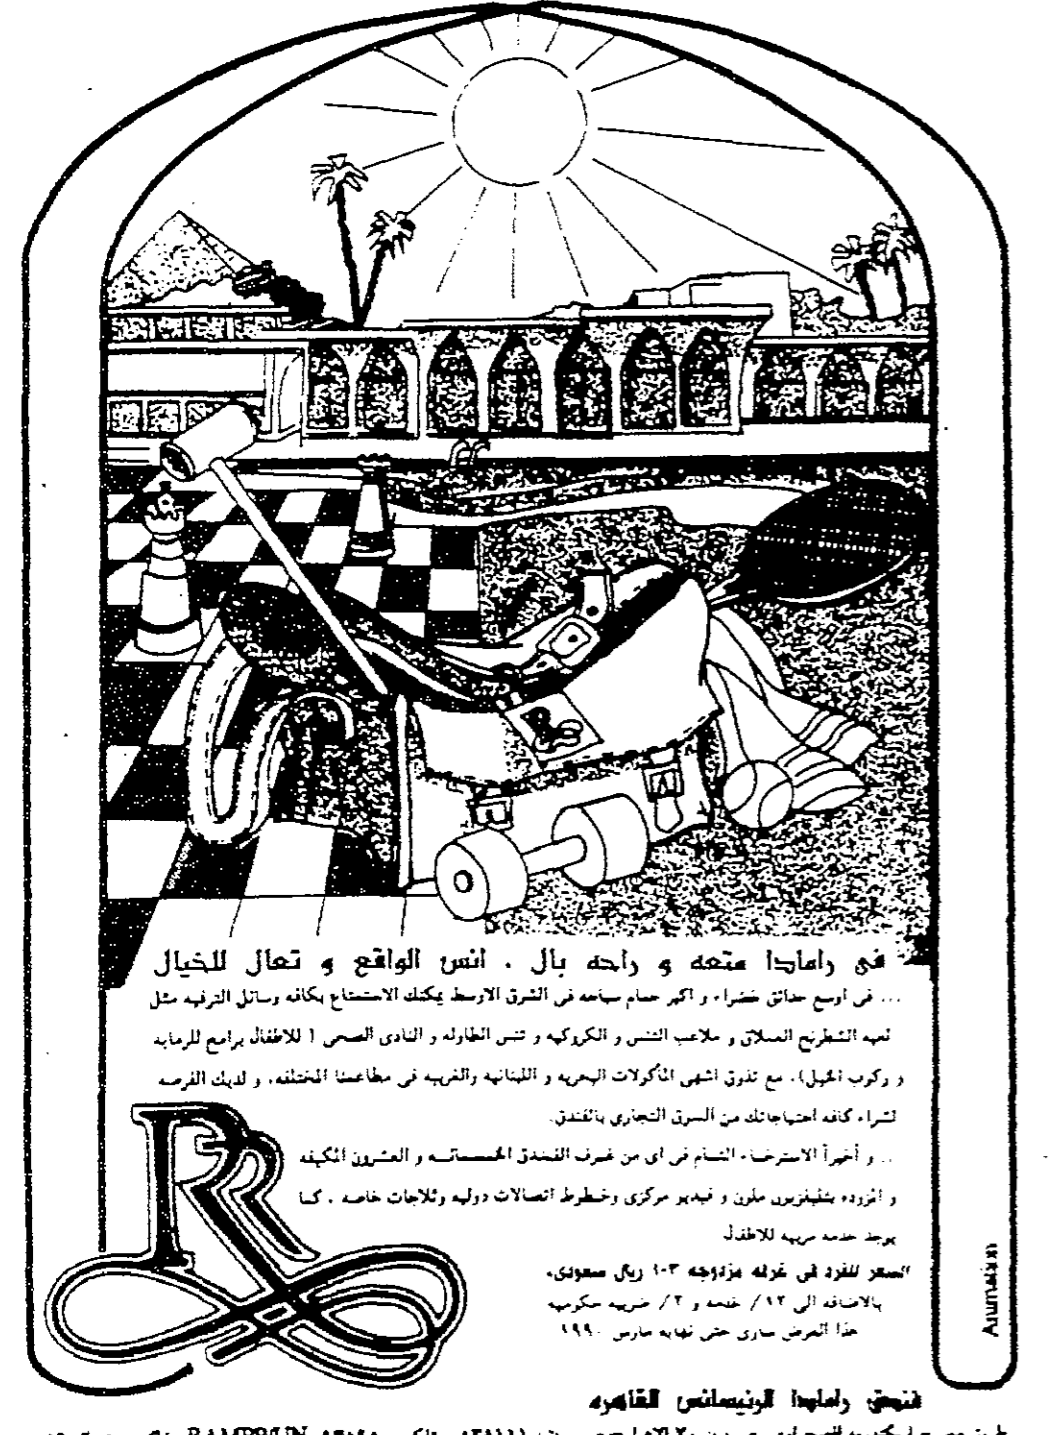 فى رامادا متعه و راحه بال . انس الواقع و تعال للخيال
... فى اوسع حدائق خضراء و اكبر حمام سباحه فى الشرق الاوسط يمكنك الاستمتاع بكافه وسائل الترفيه مثل
لعبه الشطرنج العملاق و ملاعب التنس و الكروكيه و تنس الطاوله و النادى الصحى ( للاطفال برامج للرمايه
و ركوب الخيل). مع تذوق اشهى المأكولات البحريه و اللبنانيه والغربيه فى مطاعمنا المختلفه، و لديك الفرصه
لشراء كافه احتياجاتك من السوق التجارى بالفندق.
.. و أخيراً الاسترخاء التام فى اى من غرف الفندق الخمسمائه و العشرون المكيفه
و المزوده بتليفزيون ملون و فيديو مركزى وخطوط اتصالات دوليه وثلاجات خاصه ، كما
يوجد خدمه مربيه للاطفال
السعر للفرد فى غرفه مزدوجه ١٠٣ ريال سعودى،
بالاضافه الى ١٢٪ خدمه و ٢٪ ضريبه حكوميه
هذا العرض سارى حتى نهايه مارس ١٩٩٠
فندق رامادا الرنيسانس القاهره
R